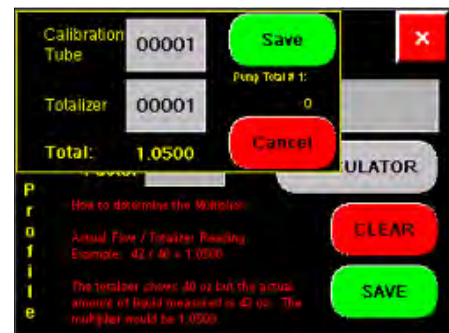 Calibration
Tube
00001
Save
×
Pump Total # 1:
0
Totalizer
00001
Total:
1.0500
Cancel
ULATOR
Profile
How to determine the Multiplier
Actual Flow / Totalizer Reading
Example: 42 / 40 = 1.0500
The totalizer shows 40 oz but the actual
amount of liquid measured is 42 oz. The
multiplier would be 1.0500
CLEAR
SAVE